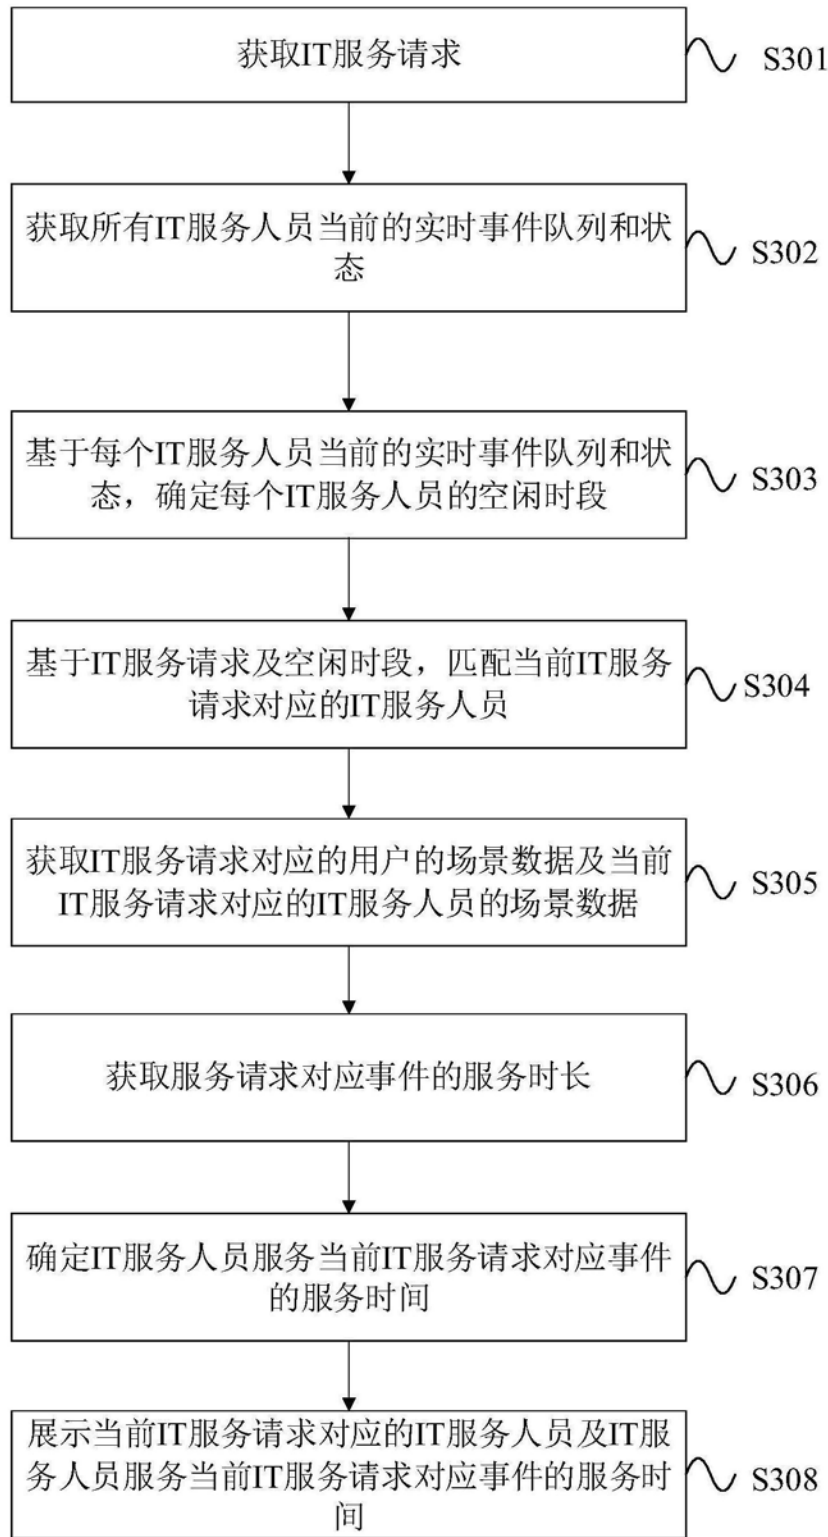 获取IT服务请求
S301
获取所有IT服务人员当前的实时事件队列和状
态
S302
基于每个IT服务人员当前的实时事件队列和状
态，确定每个IT服务人员的空闲时段
S303
基于IT服务请求及空闲时段，匹配当前IT服务
请求对应的IT服务人员
S304
获取IT服务请求对应的用户的场景数据及当前
IT服务请求对应的IT服务人员的场景数据
S305
获取服务请求对应事件的服务时长
S306
确定IT服务人员服务当前IT服务请求对应事件
的服务时间
S307
展示当前IT服务请求对应的IT服务人员及IT服
务人员服务当前IT服务请求对应事件的服务时
间
S308